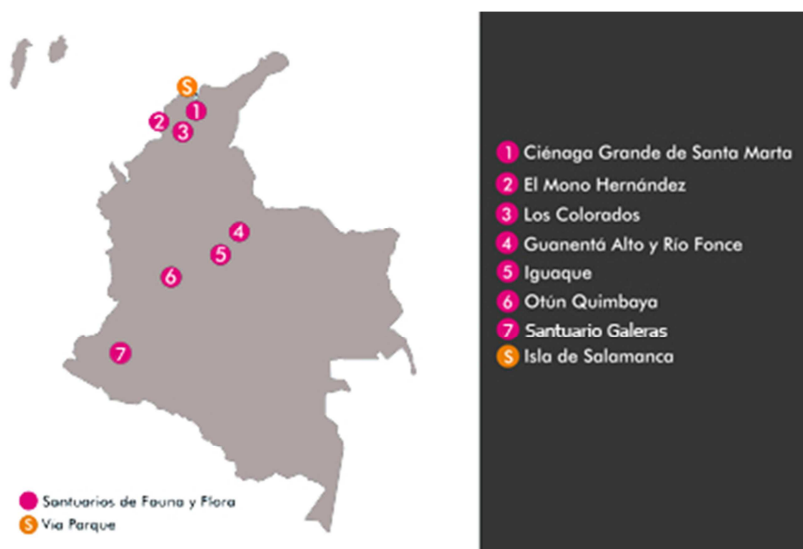 S
1
2
3
4
5
6
7
1 Ciénaga Grande de Santa Marta
2 El Mono Hernández
3 Los Colorados
4 Guanentá Alto y Río Fonce
5 Iguaque
6 Otún Quimbaya
7 Santuario Galeras
S Isla de Salamanca
Santuarios de Fauna y Flora
S Via Parque